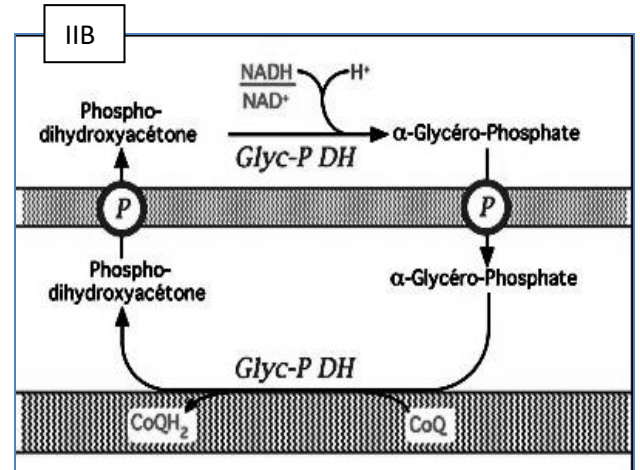 IIB
NADH
NAD⁺
H⁺
Phospho-
dihydroxyacétone
α-Glycéro-Phosphate
Glyc-P DH
P
P
Phospho-
dihydroxyacétone
α-Glycéro-Phosphate
Glyc-P DH
CoQH₂
CoQ